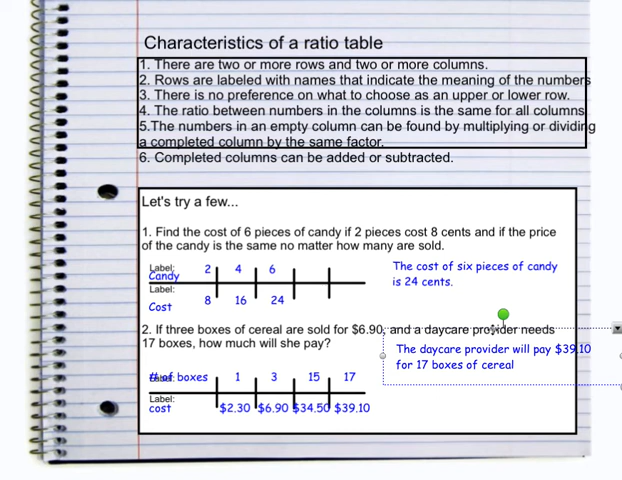 Characteristics of a ratio table
1. There are two or more rows and two or more columns.
2. Rows are labeled with names that indicate the meaning of the numbers
3. There is no preference on what to choose as an upper or lower row.
4. The ratio between numbers in the columns is the same for all columns
5.The numbers in an empty column can be found by multiplying or dividing
a completed column by the same factor.
6. Completed columns can be added or subtracted.
Let's try a few...
1. Find the cost of 6 pieces of candy if 2 pieces cost 8 cents and if the price
of the candy is the same no matter how many are sold.
Label:
Candy 2 4 6
Label:
Cost 8 16 24
The cost of six pieces of candy
is 24 cents.
2. If three boxes of cereal are sold for $6.90, and a daycare provider needs
17 boxes, how much will she pay?
The daycare provider will pay $39.10
for 17 boxes of cereal
# of boxes 1 3 15 17
Label:
cost $2.30 $6.90 $34.50 $39.10